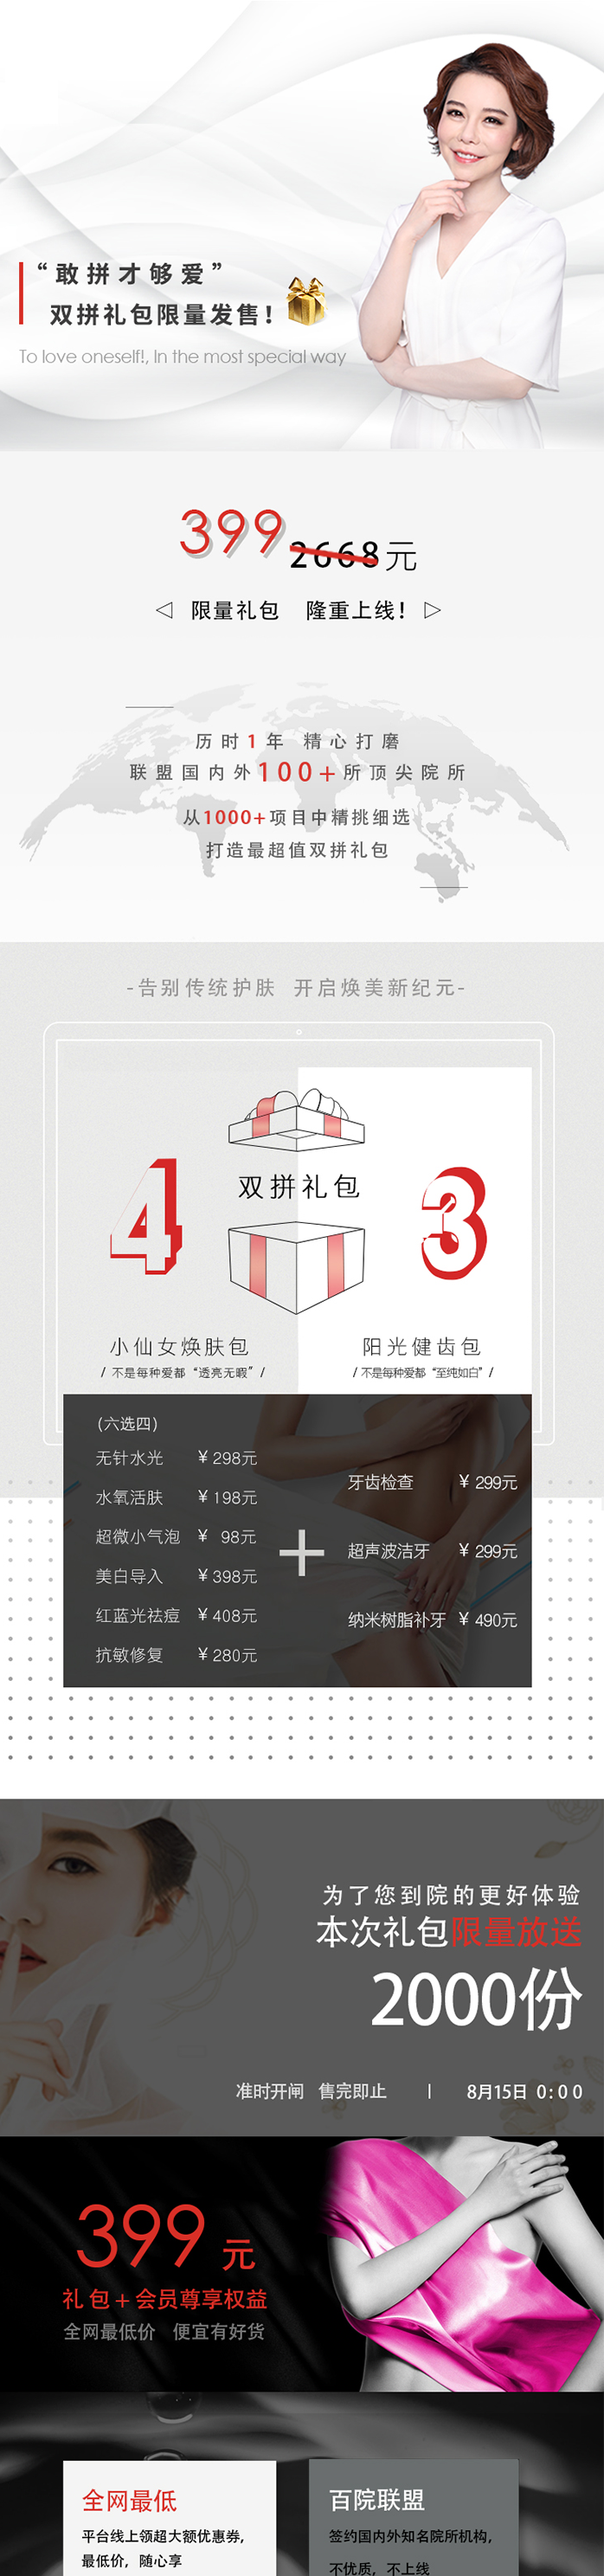 “敢拼才够爱”
双拼礼包限量发售!
To love oneself!, In the most special way
399 2668元
限量礼包 隆重上线!
历时1年 精心打磨
联盟国内外100+所顶尖院所
从1000+项目中精挑细选
打造最超值双拼礼包
-告别传统护肤 开启焕美新纪元-
双拼礼包
4
3
小仙女焕肤包
/ 不是每种爱都“透亮无暇” /
阳光健齿包
/ 不是每种爱都“至纯如白” /
(六选四)
无针水光 ¥ 298元
水氧活肤 ¥ 198元
超微小气泡 ¥ 98元
美白导入 ¥ 398元
红蓝光祛痘 ¥ 408元
抗敏修复 ¥ 280元
+
牙齿检查 ¥ 299元
超声波洁牙 ¥ 299元
纳米树脂补牙 ¥ 490元
为了您到院的更好体验
本次礼包限量放送
2000份
准时开闸 售完即止 | 8月15日 0:00
399元
礼包+会员尊享权益
全网最低价 便宜有好货
全网最低
平台线上领超大额优惠券,
最低价,随心享
百院联盟
签约国内外知名院所机构,
不优质,不上线